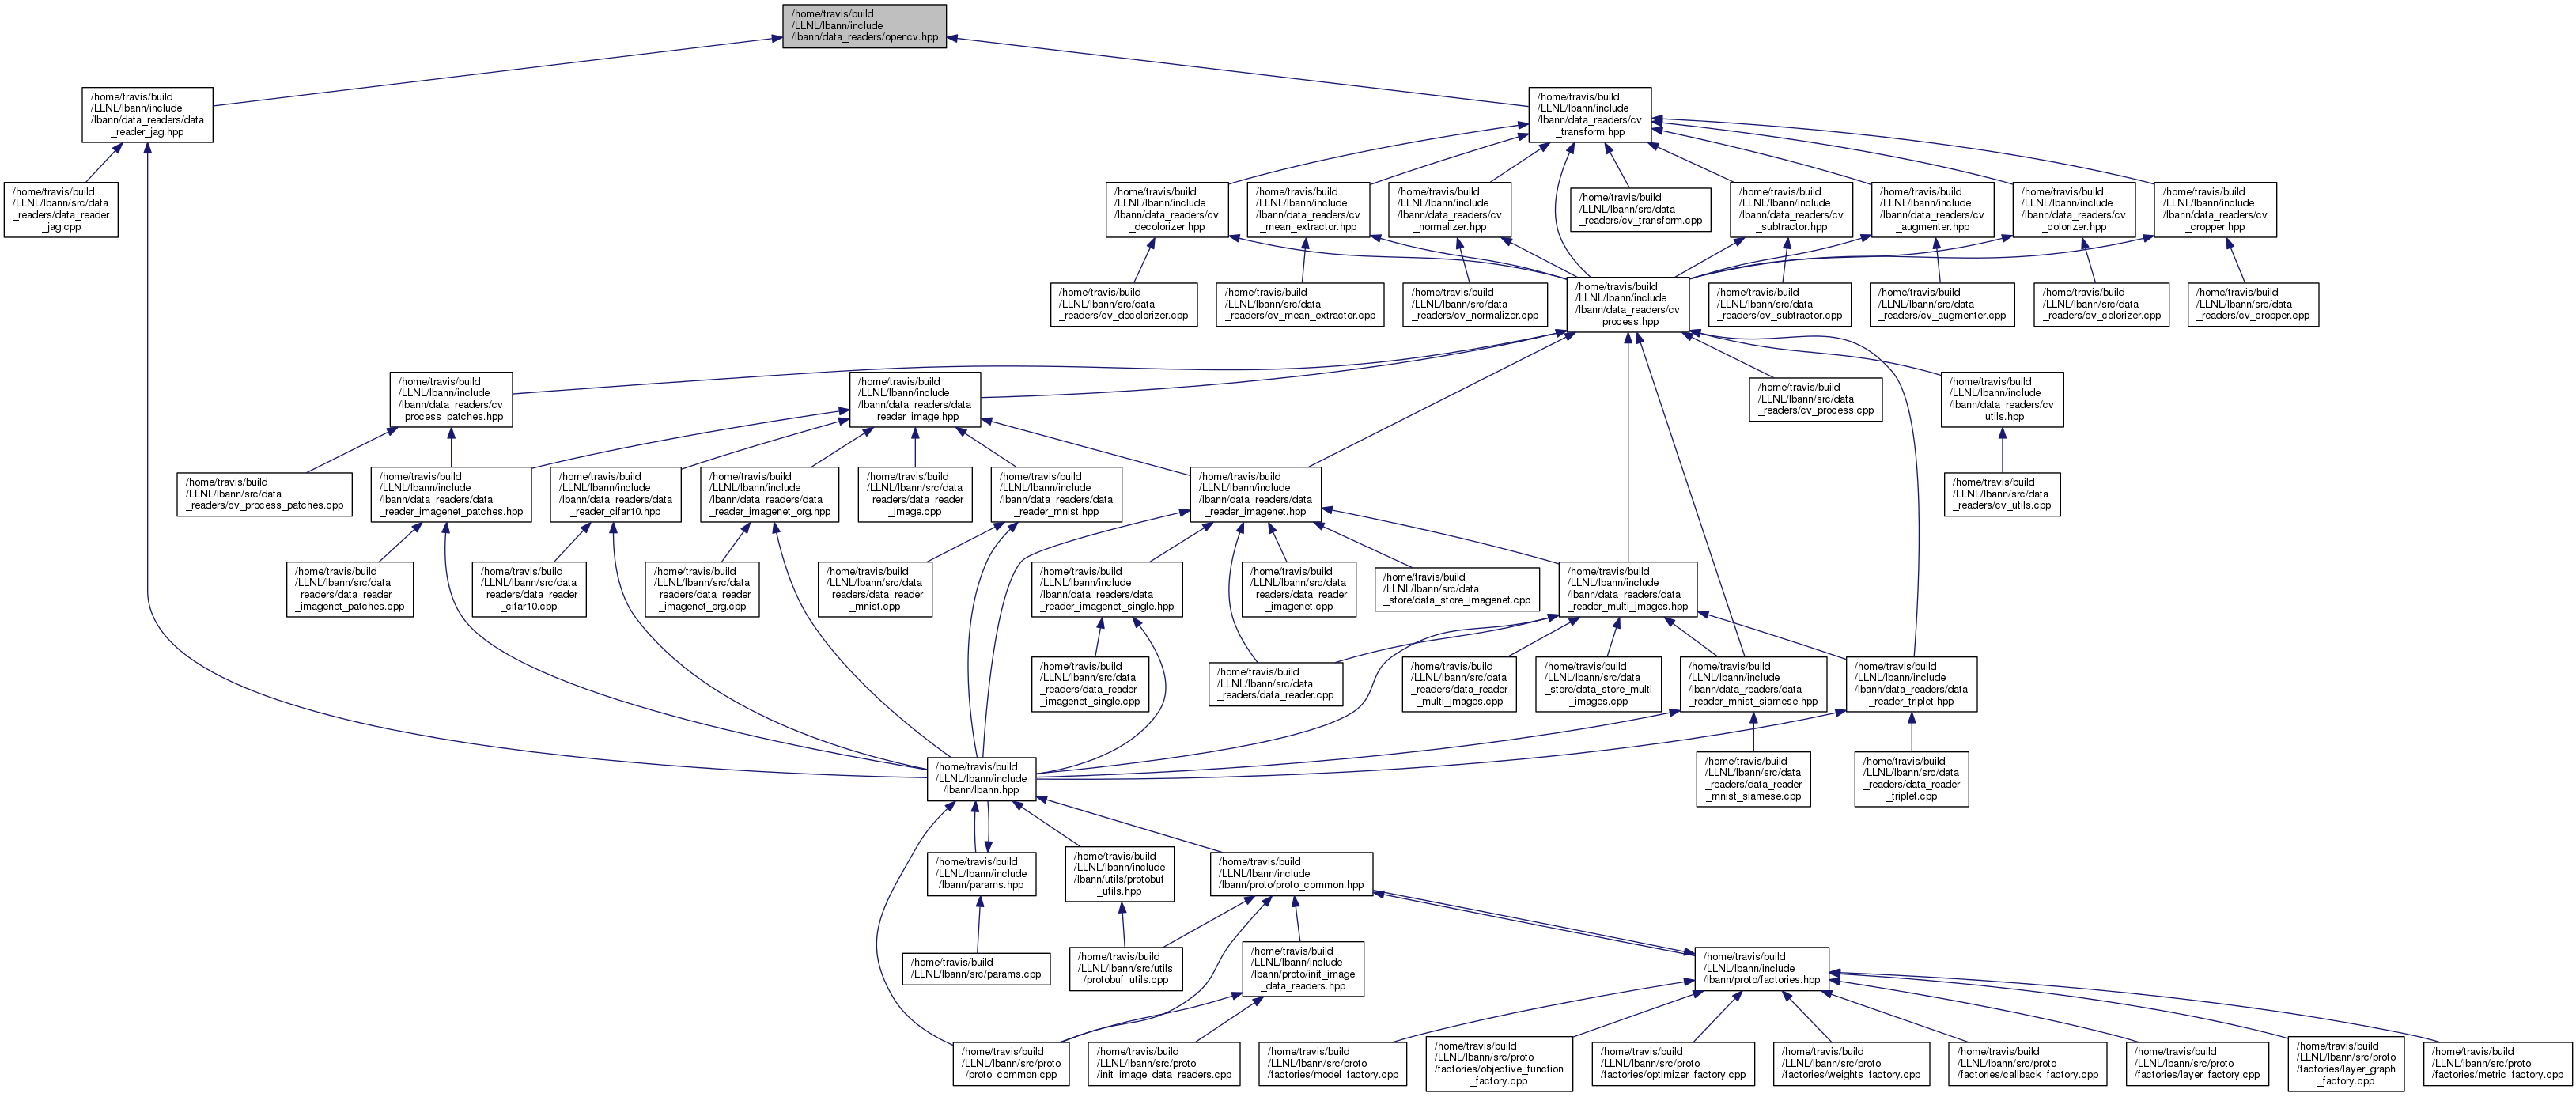 /home/travis/build
/LLNL/lbann/include
/lbann/data_readers/opencv.hpp
/home/travis/build
/LLNL/lbann/include
/lbann/data_readers/data
_reader_jag.hpp
/home/travis/build
/LLNL/lbann/include
/lbann/data_readers/cv
_transform.hpp
/home/travis/build
/LLNL/lbann/src/data
_readers/data_reader
_jag.cpp
/home/travis/build
/LLNL/lbann/include
/lbann/data_readers/cv
_decolorizer.hpp
/home/travis/build
/LLNL/lbann/include
/lbann/data_readers/cv
_mean_extractor.hpp
/home/travis/build
/LLNL/lbann/include
/lbann/data_readers/cv
_normalizer.hpp
/home/travis/build
/LLNL/lbann/src/data
_readers/cv_transform.cpp
/home/travis/build
/LLNL/lbann/include
/lbann/data_readers/cv
_subtractor.hpp
/home/travis/build
/LLNL/lbann/include
/lbann/data_readers/cv
_augmenter.hpp
/home/travis/build
/LLNL/lbann/include
/lbann/data_readers/cv
_colorizer.hpp
/home/travis/build
/LLNL/lbann/include
/lbann/data_readers/cv
_cropper.hpp
/home/travis/build
/LLNL/lbann/src/data
_readers/cv_decolorizer.cpp
/home/travis/build
/LLNL/lbann/src/data
_readers/cv_mean_extractor.cpp
/home/travis/build
/LLNL/lbann/src/data
_readers/cv_normalizer.cpp
/home/travis/build
/LLNL/lbann/include
/lbann/data_readers/cv
_process.hpp
/home/travis/build
/LLNL/lbann/src/data
_readers/cv_subtractor.cpp
/home/travis/build
/LLNL/lbann/src/data
_readers/cv_augmenter.cpp
/home/travis/build
/LLNL/lbann/src/data
_readers/cv_colorizer.cpp
/home/travis/build
/LLNL/lbann/src/data
_readers/cv_cropper.cpp
/home/travis/build
/LLNL/lbann/include
/lbann/data_readers/cv
_process_patches.hpp
/home/travis/build
/LLNL/lbann/include
/lbann/data_readers/data
_reader_image.hpp
/home/travis/build
/LLNL/lbann/src/data
_readers/cv_process.cpp
/home/travis/build
/LLNL/lbann/include
/lbann/data_readers/cv
_utils.hpp
/home/travis/build
/LLNL/lbann/src/data
_readers/cv_process_patches.cpp
/home/travis/build
/LLNL/lbann/include
/lbann/data_readers/data
_reader_imagenet_patches.hpp
/home/travis/build
/LLNL/lbann/include
/lbann/data_readers/data
_reader_cifar10.hpp
/home/travis/build
/LLNL/lbann/include
/lbann/data_readers/data
_reader_imagenet_org.hpp
/home/travis/build
/LLNL/lbann/src/data
_readers/data_reader
_image.cpp
/home/travis/build
/LLNL/lbann/include
/lbann/data_readers/data
_reader_mnist.hpp
/home/travis/build
/LLNL/lbann/include
/lbann/data_readers/data
_reader_imagenet.hpp
/home/travis/build
/LLNL/lbann/src/data
_readers/cv_utils.cpp
/home/travis/build
/LLNL/lbann/src/data
_readers/data_reader
_imagenet_patches.cpp
/home/travis/build
/LLNL/lbann/src/data
_readers/data_reader
_cifar10.cpp
/home/travis/build
/LLNL/lbann/src/data
_readers/data_reader
_imagenet_org.cpp
/home/travis/build
/LLNL/lbann/src/data
_readers/data_reader
_mnist.cpp
/home/travis/build
/LLNL/lbann/include
/lbann/data_readers/data
_reader_imagenet_single.hpp
/home/travis/build
/LLNL/lbann/src/data
_readers/data_reader
_imagenet.cpp
/home/travis/build
/LLNL/lbann/src/data
_store/data_store_imagenet.cpp
/home/travis/build
/LLNL/lbann/include
/lbann/data_readers/data
_reader_multi_images.hpp
/home/travis/build
/LLNL/lbann/src/data
_readers/data_reader
_imagenet_single.cpp
/home/travis/build
/LLNL/lbann/src/data
_readers/data_reader.cpp
/home/travis/build
/LLNL/lbann/src/data
_readers/data_reader
_multi_images.cpp
/home/travis/build
/LLNL/lbann/src/data
_store/data_store_multi
_images.cpp
/home/travis/build
/LLNL/lbann/include
/lbann/data_readers/data
_reader_mnist_siamese.hpp
/home/travis/build
/LLNL/lbann/include
/lbann/data_readers/data
_reader_triplet.hpp
/home/travis/build
/LLNL/lbann/include
/lbann/lbann.hpp
/home/travis/build
/LLNL/lbann/src/data
_readers/data_reader
_mnist_siamese.cpp
/home/travis/build
/LLNL/lbann/src/data
_readers/data_reader
_triplet.cpp
/home/travis/build
/LLNL/lbann/include
/lbann/params.hpp
/home/travis/build
/LLNL/lbann/include
/lbann/utils/protobuf
_utils.hpp
/home/travis/build
/LLNL/lbann/include
/lbann/proto/proto_common.hpp
/home/travis/build
/LLNL/lbann/src/params.cpp
/home/travis/build
/LLNL/lbann/src/utils
/protobuf_utils.cpp
/home/travis/build
/LLNL/lbann/include
/lbann/proto/init_image
_data_readers.hpp
/home/travis/build
/LLNL/lbann/include
/lbann/proto/factories.hpp
/home/travis/build
/LLNL/lbann/src/proto
/proto_common.cpp
/home/travis/build
/LLNL/lbann/src/proto
/init_image_data_readers.cpp
/home/travis/build
/LLNL/lbann/src/proto
/factories/model_factory.cpp
/home/travis/build
/LLNL/lbann/src/proto
/factories/objective_function
_factory.cpp
/home/travis/build
/LLNL/lbann/src/proto
/factories/optimizer_factory.cpp
/home/travis/build
/LLNL/lbann/src/proto
/factories/weights_factory.cpp
/home/travis/build
/LLNL/lbann/src/proto
/factories/callback_factory.cpp
/home/travis/build
/LLNL/lbann/src/proto
/factories/layer_factory.cpp
/home/travis/build
/LLNL/lbann/src/proto
/factories/layer_graph
_factory.cpp
/home/travis/build
/LLNL/lbann/src/proto
/factories/metric_factory.cpp